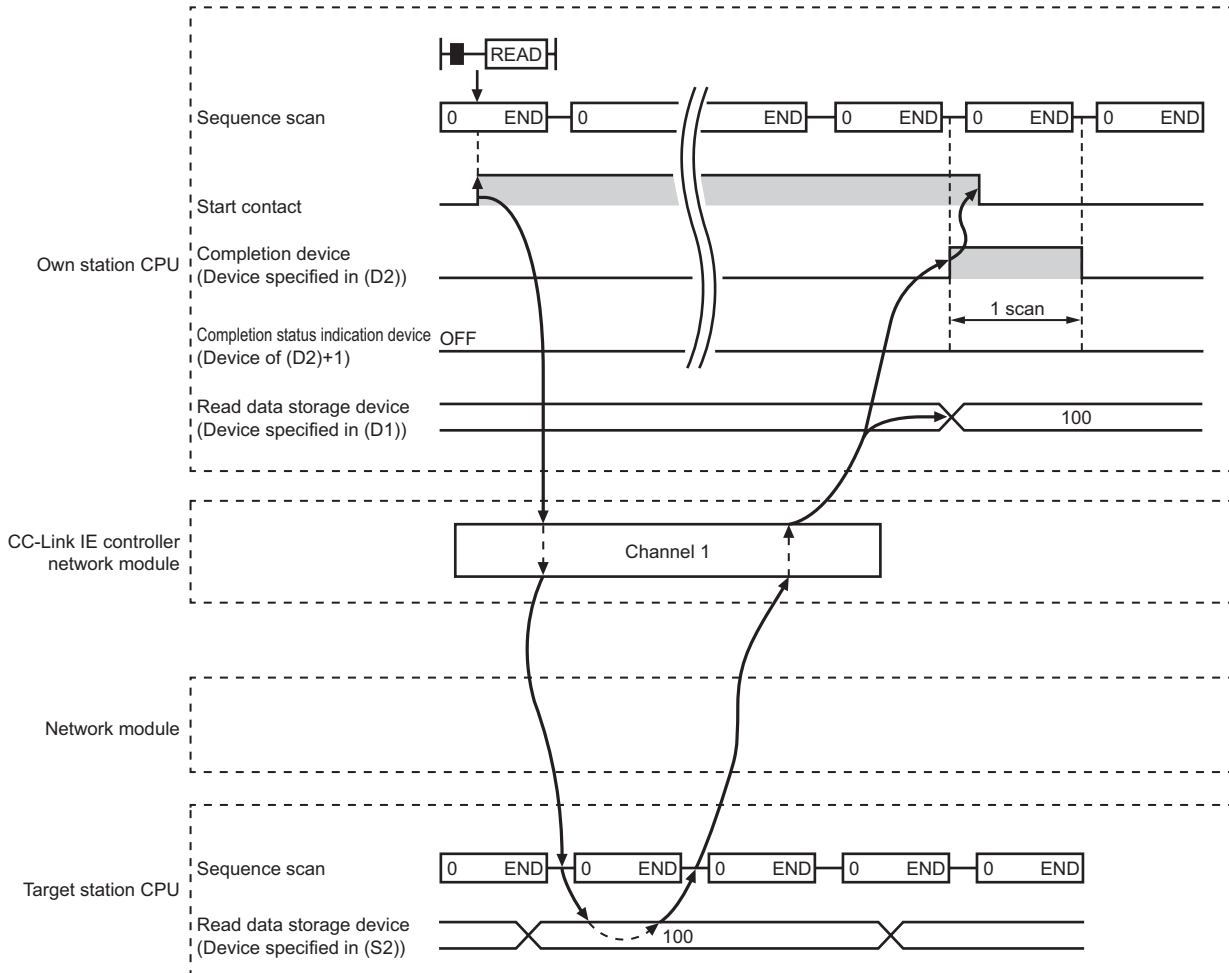 READ
Sequence scan
0 END 0 END 0 END 0 END 0 END
Start contact
Own station CPU
Completion device
(Device specified in (D2))
1 scan
Completion status indication device OFF
(Device of (D2)+1)
Read data storage device
(Device specified in (D1))
100
CC-Link IE controller
network module
Channel 1
Network module
Target station CPU
Sequence scan
0 END 0 END 0 END 0 END 0 END
Read data storage device
(Device specified in (S2))
100